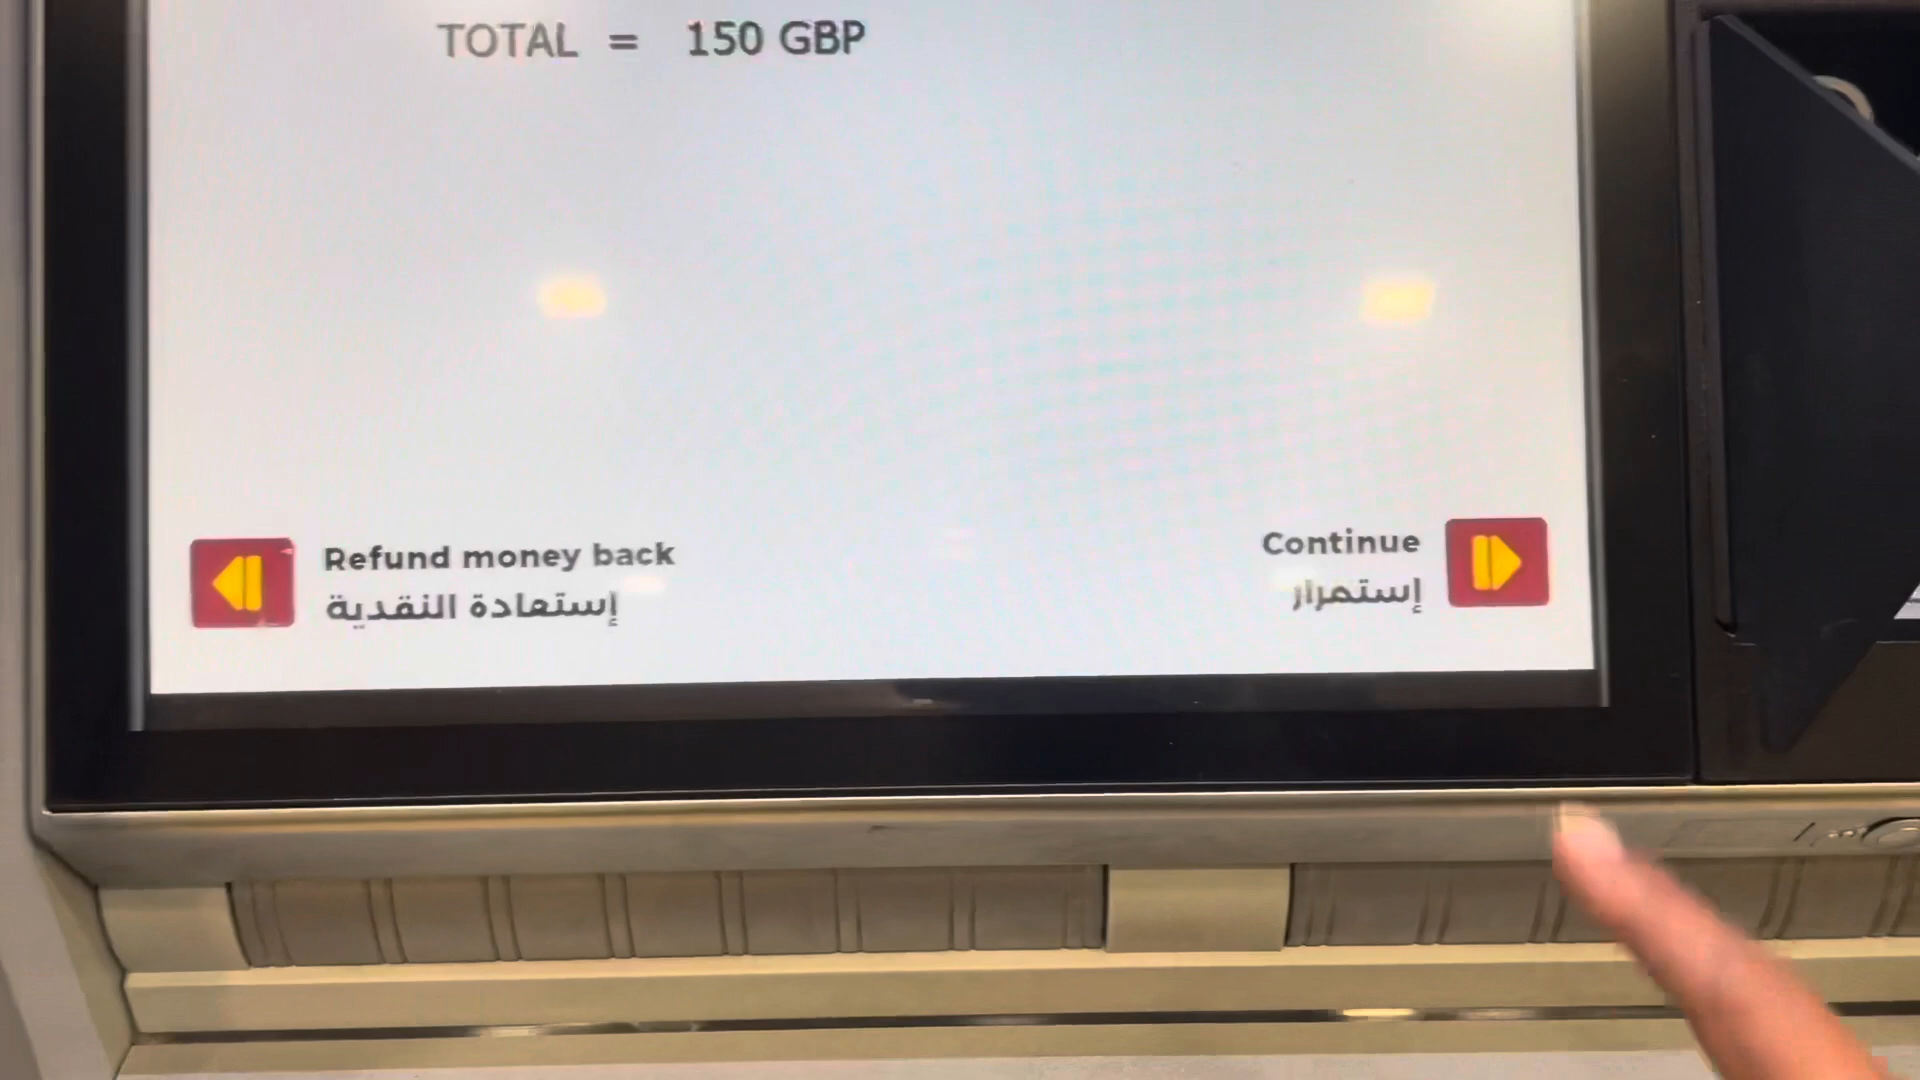 TOTAL = 150 GBP
Refund money back
إستعادة النقدية
Continue
إستمرار